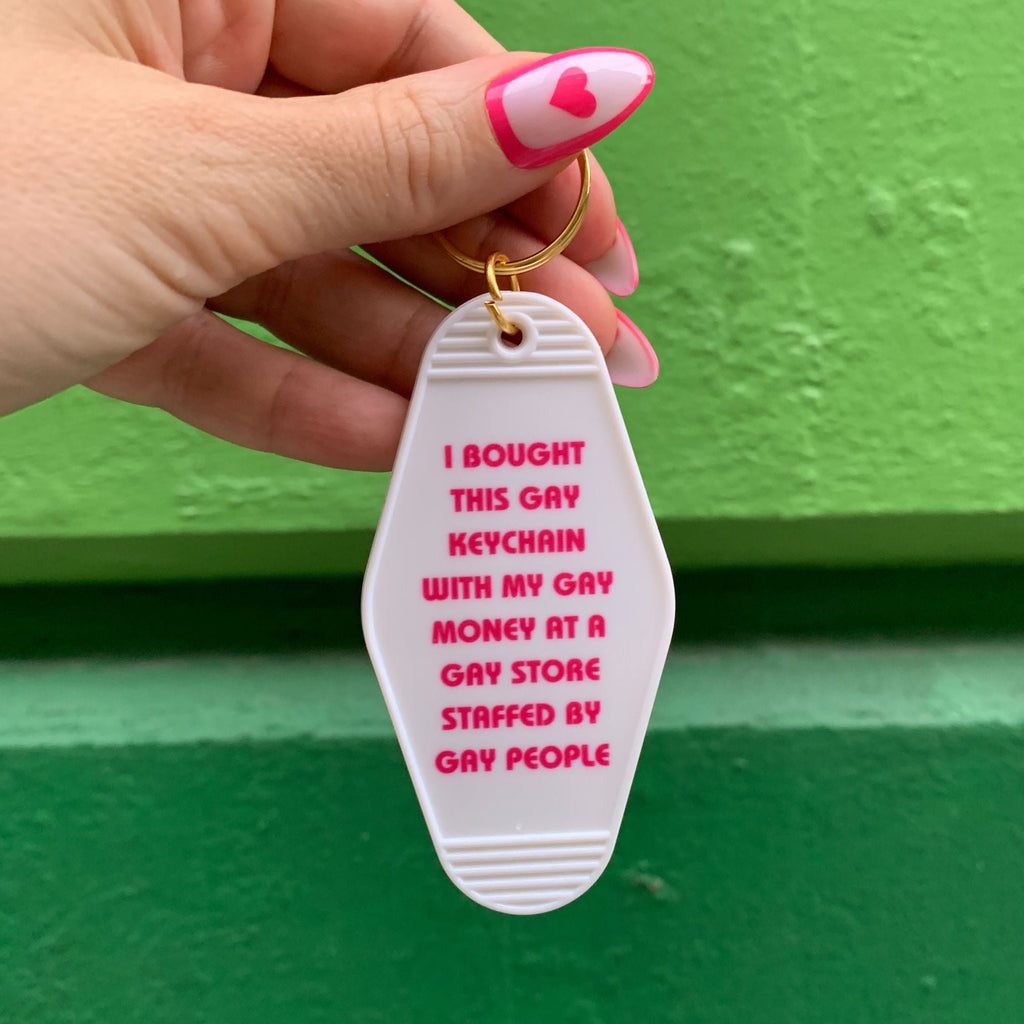 I BOUGHT
THIS GAY
KEYCHAIN
WITH MY GAY
MONEY AT A
GAY STORE
STAFFED BY
GAY PEOPLE